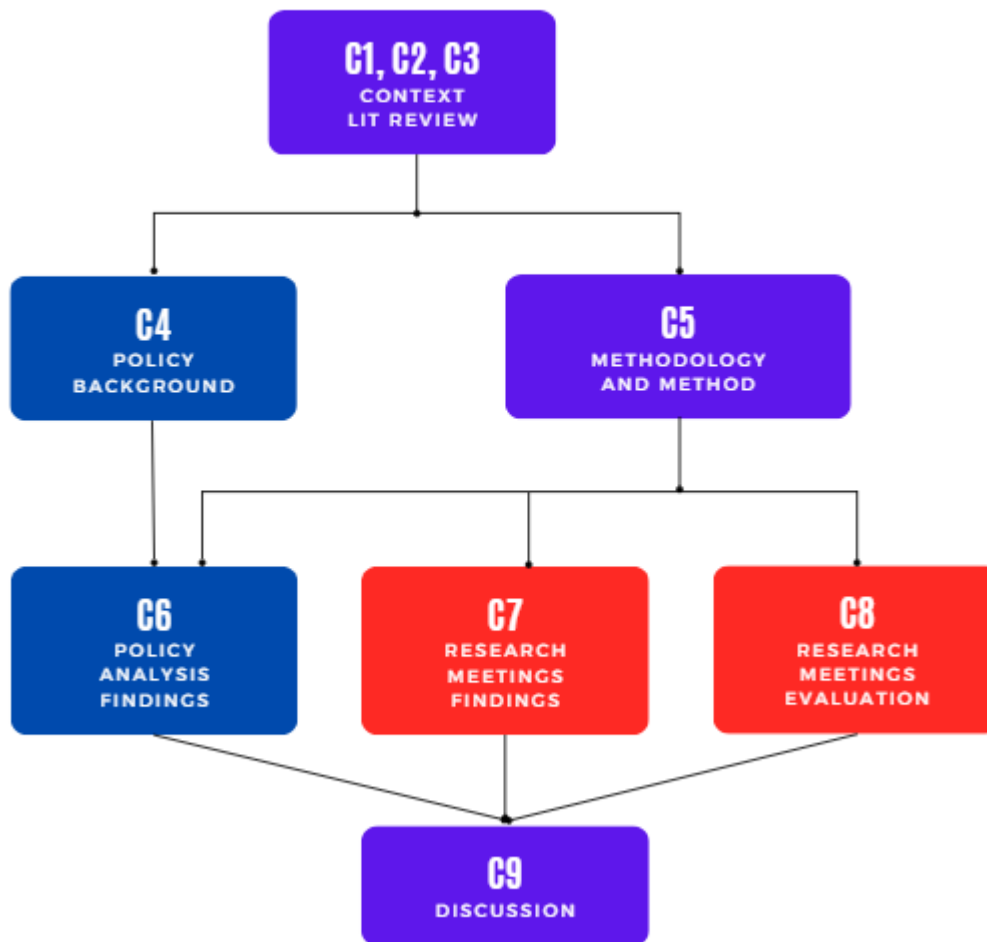 C1, C2, C3
CONTEXT
LIT REVIEW
C4
POLICY
BACKGROUND
C5
METHODOLOGY
AND METHOD
C6
POLICY
ANALYSIS
FINDINGS
C7
RESEARCH
MEETINGS
FINDINGS
C8
RESEARCH
MEETINGS
EVALUATION
C9
DISCUSSION